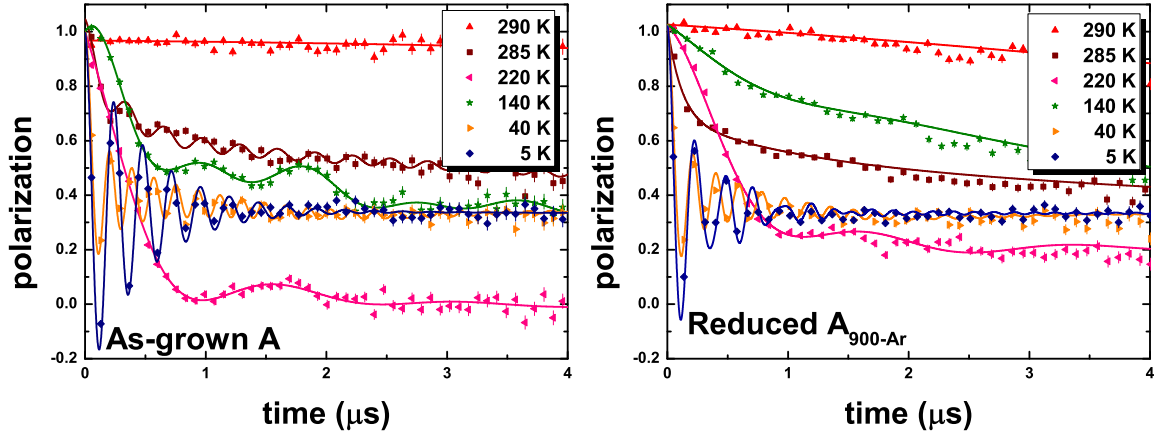 polarization
1.0
0.8
0.6
0.4
0.2
0.0
-0.2
290 K
285 K
220 K
140 K
40 K
5 K
As-grown A
0 1 2 3 4
time (μs)
polarization
1.0
0.8
0.6
0.4
0.2
0.0
-0.2
290 K
285 K
220 K
140 K
40 K
5 K
Reduced A900-Ar
0 1 2 3 4
time (μs)